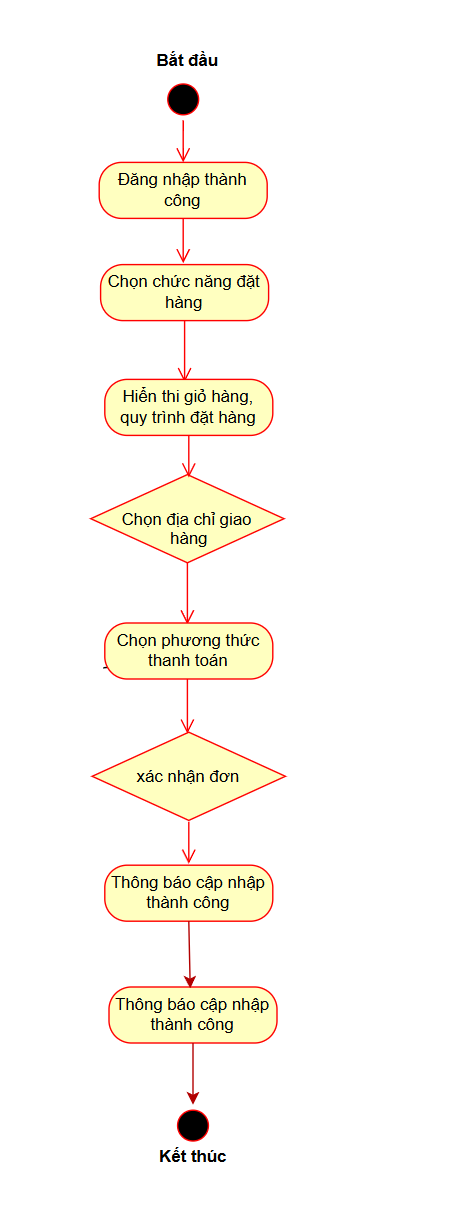 Bắt đầu
Đăng nhập thành
công
Chọn chức năng đặt
hàng
Hiển thi giỏ hàng,
quy trình đặt hàng
Chọn địa chỉ giao
hàng
Chọn phương thức
thanh toán
xác nhận đơn
Thông báo cập nhập
thành công
Thông báo cập nhập
thành công
Kết thúc